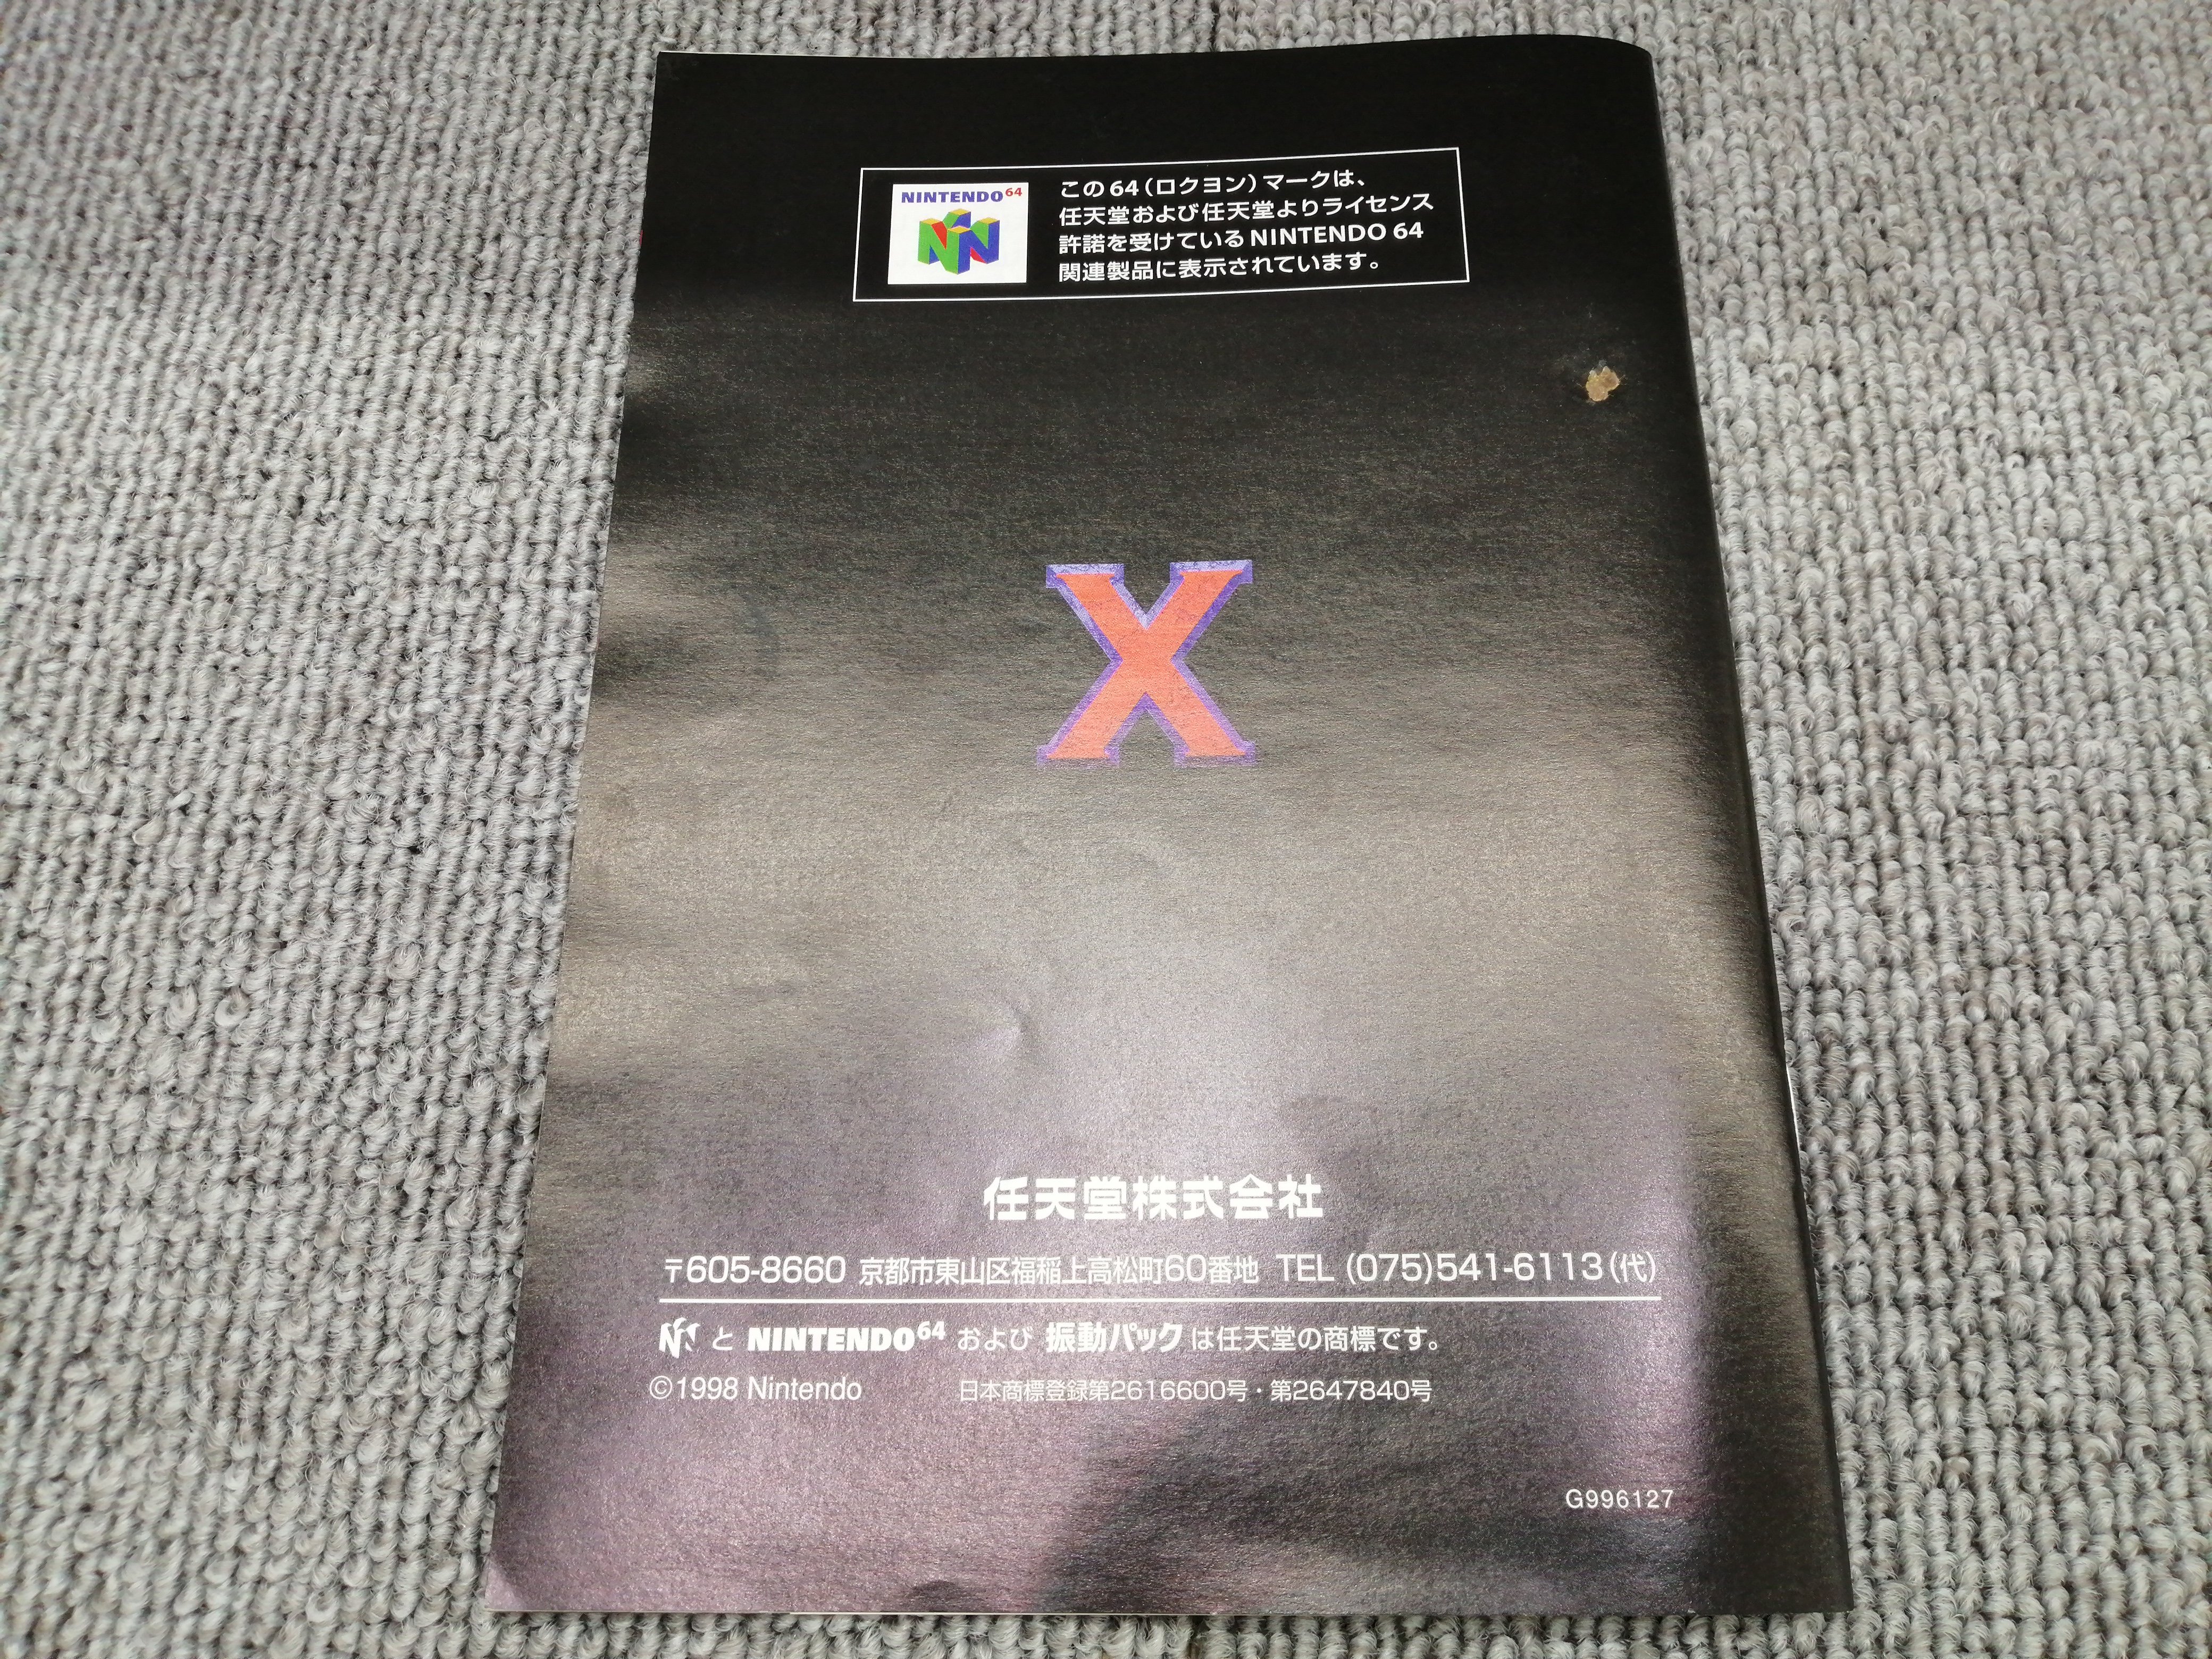 NINTENDO64
この64（ロクヨン）マークは、
任天堂および任天堂よりライセンス
許諾を受けているNINTENDO 64
関連製品に表示されています。
X
任天堂株式会社
〒605-8660 京都市東山区福稲上高松町60番地 TEL (075)541-6113(代)
と NINTENDO64 および 振動パック は任天堂の商標です。
©1998 Nintendo 日本商標登録第2616600号・第2647840号
G996127